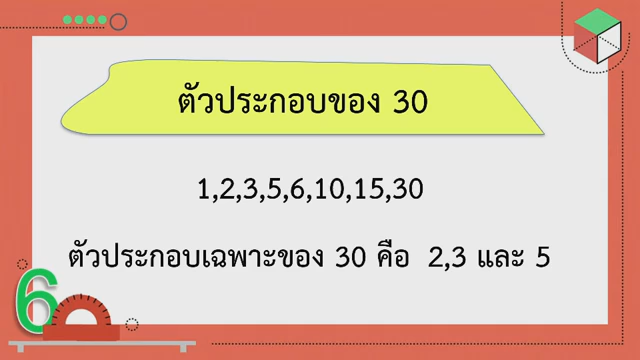 ตัวประกอบของ 30
1,2,3,5,6,10,15,30
ตัวประกอบเฉพาะของ 30 คือ 2,3 และ 5
6